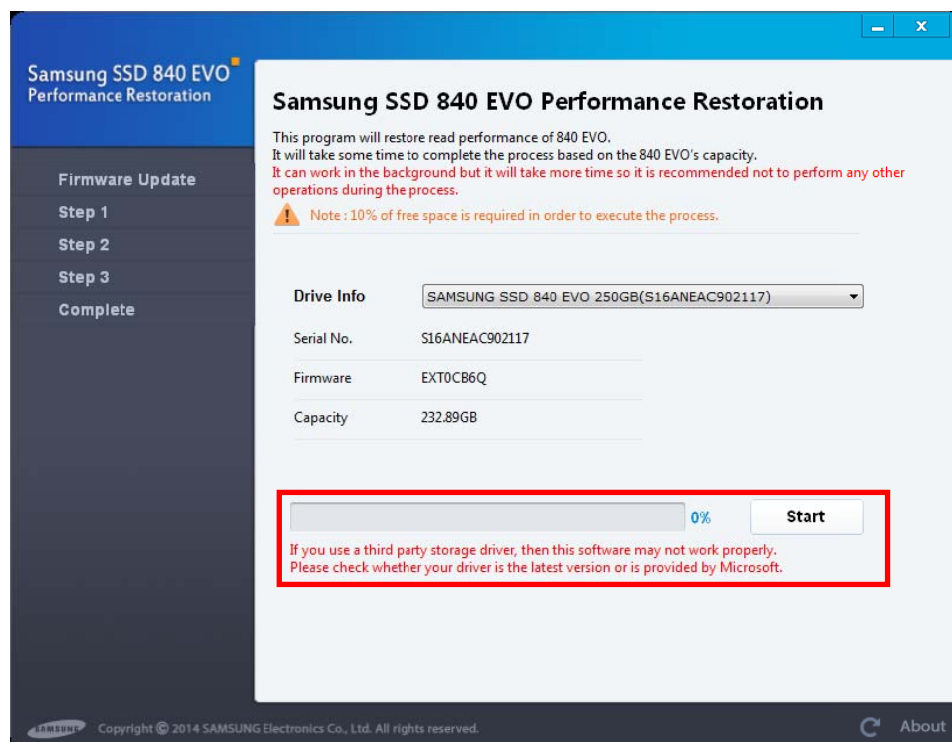 Samsung SSD 840 EVO
Performance Restoration
Firmware Update
Step 1
Step 2
Step 3
Complete
Samsung SSD 840 EVO Performance Restoration
This program will restore read performance of 840 EVO.
It will take some time to complete the process based on the 840 EVO's capacity.
It can work in the background but it will take more time so it is recommended not to perform any other
operations during the process.
Note : 10% of free space is required in order to execute the process.
Drive Info SAMSUNG SSD 840 EVO 250GB(S16ANEAC902117)
Serial No. S16ANEAC902117
Firmware EXT0CB6Q
Capacity 232.89GB
0% Start
If you use a third party storage driver, then this software may not work properly.
Please check whether your driver is the latest version or is provided by Microsoft.
SAMSUNG Copyright © 2014 SAMSUNG Electronics Co., Ltd. All rights reserved. About